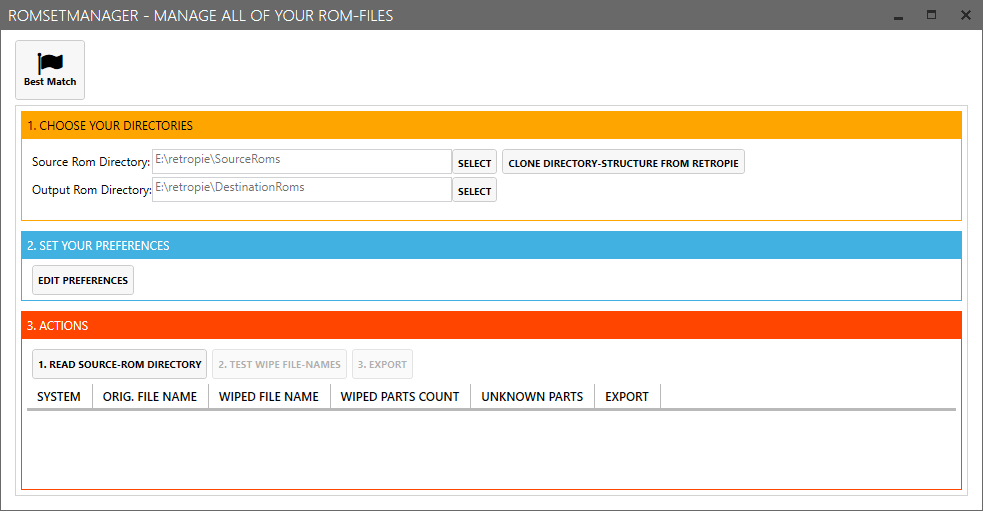 ROMSETMANAGER - MANAGE ALL OF YOUR ROM-FILES
Best Match
1. CHOOSE YOUR DIRECTORIES
Source Rom Directory: E:\retropie\SourceRoms SELECT CLONE DIRECTORY-STRUCTURE FROM RETROPIE
Output Rom Directory: E:\retropie\DestinationRoms SELECT
2. SET YOUR PREFERENCES
EDIT PREFERENCES
3. ACTIONS
1. READ SOURCE-ROM DIRECTORY 2. TEST WIPE FILE-NAMES 3. EXPORT
SYSTEM ORIG. FILE NAME WIPED FILE NAME WIPED PARTS COUNT UNKNOWN PARTS EXPORT